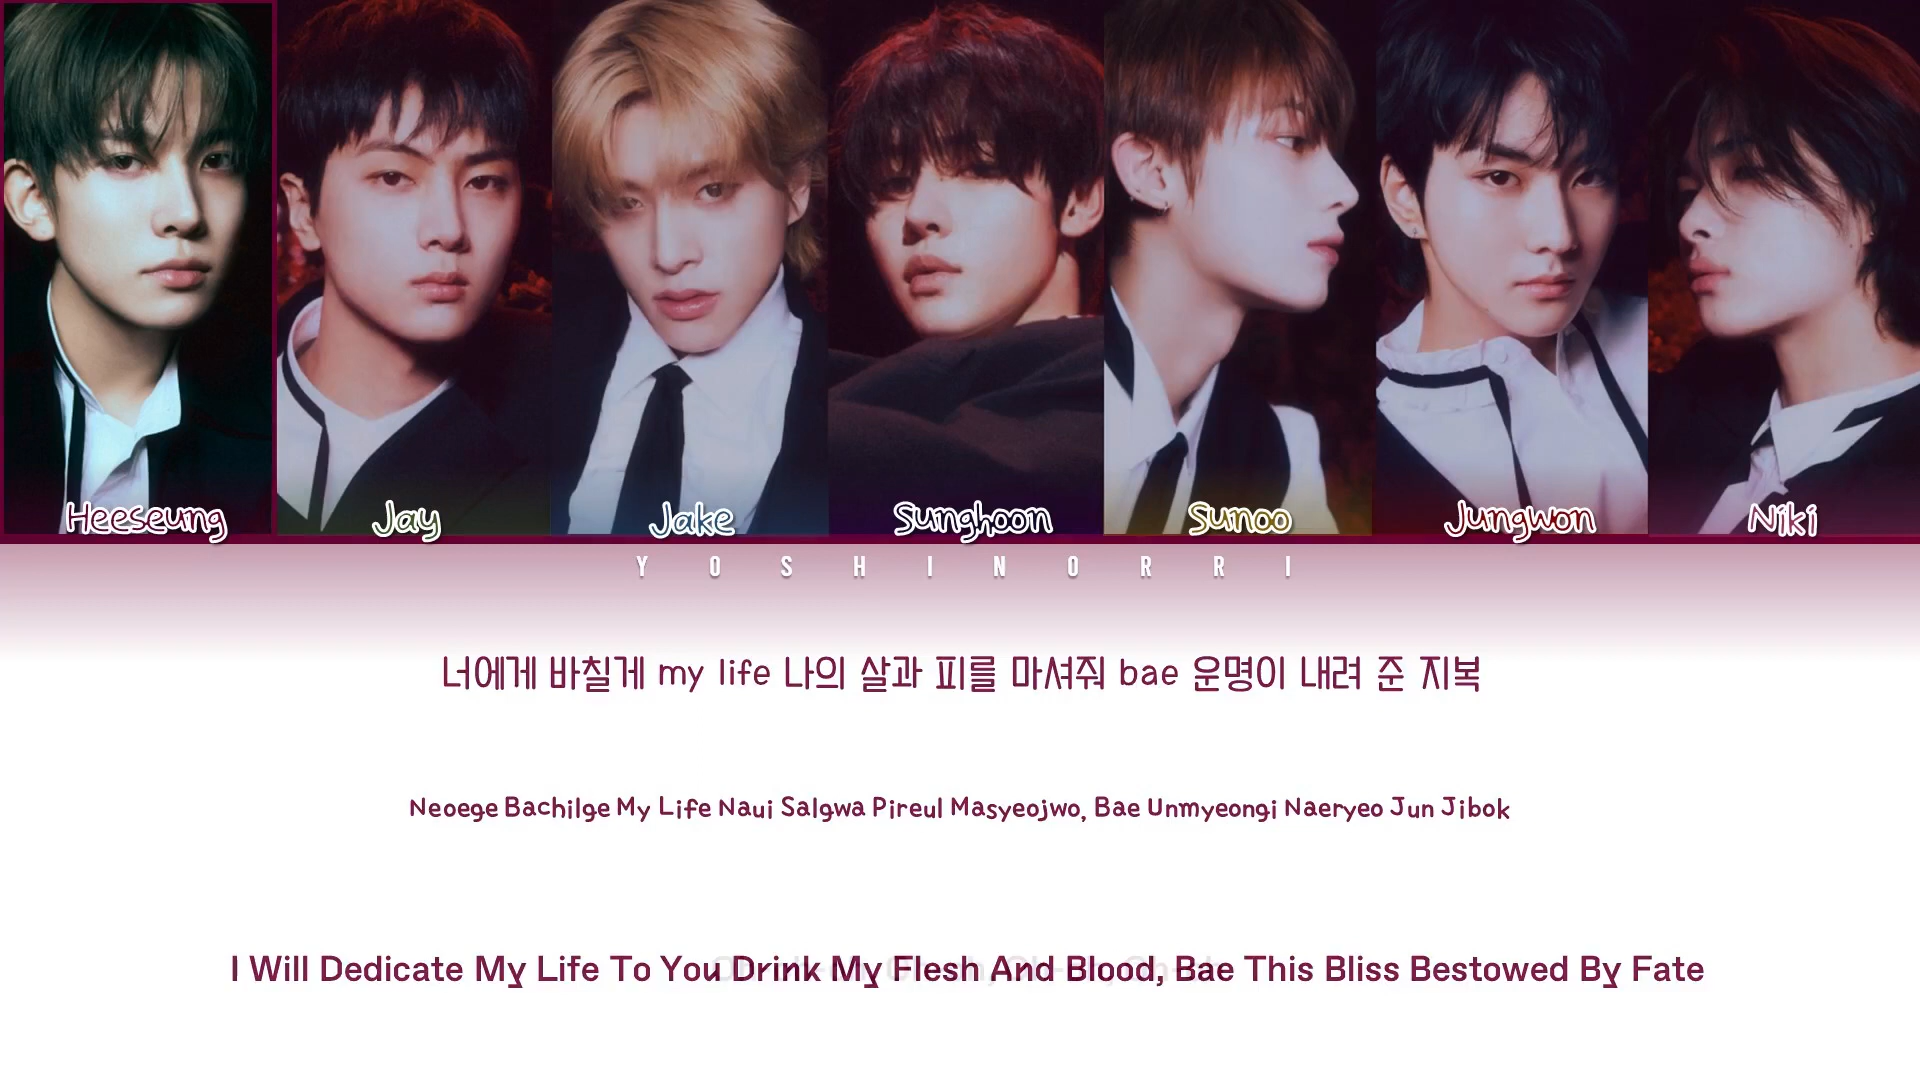 Heeseung Jay Jake Sunghoon Sunoo Jungwon Niki
YOSHINORRI
너에게 바칠게 my life 나의 살과 피를 마셔줘 bae 운명이 내려 준 지복
Neoege Bachilge My Life Naui Salgwa Pireul Masyeojwo, Bae Unmyeongi Naeryeo Jun Jibok
I Will Dedicate My Life To You Drink My Flesh And Blood, Bae This Bliss Bestowed By Fate